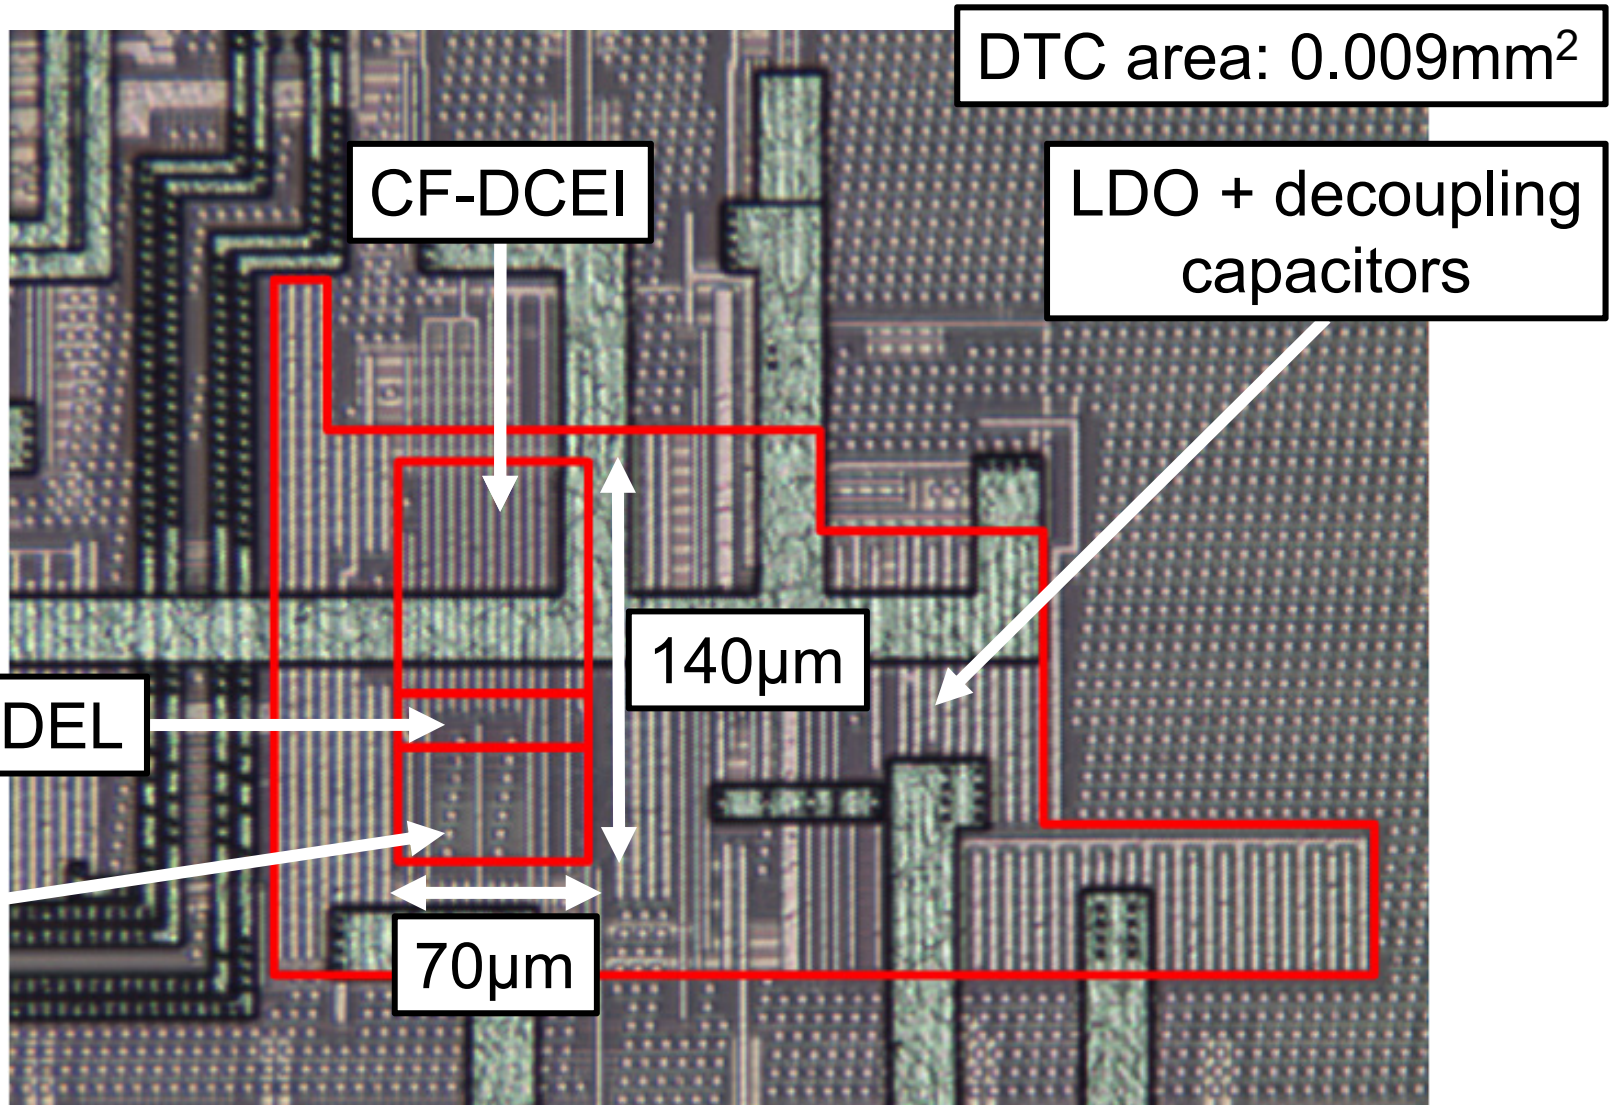 DTC area: 0.009mm²
CF-DCEI
LDO + decoupling
capacitors
140µm
DEL
70µm